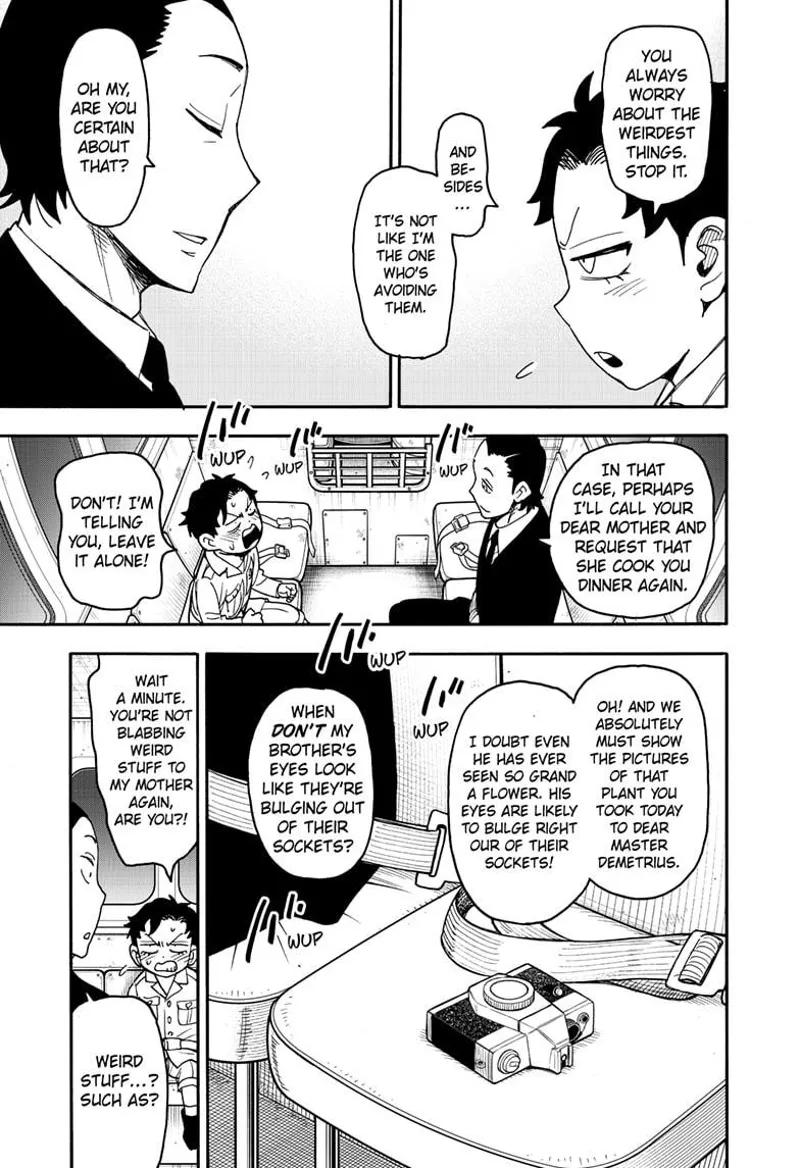 YOU
ALWAYS
WORRY
ABOUT THE
WEIRDEST
THINGS.
STOP IT.
AND
BE-
SIDES
...
IT'S NOT
LIKE I'M
THE ONE
WHO'S
AVOIDING
THEM.
OH MY,
ARE YOU
CERTAIN
ABOUT
THAT?
IN THAT
CASE, PERHAPS
I'LL CALL YOUR
DEAR MOTHER AND
REQUEST THAT
SHE COOK YOU
DINNER AGAIN.
WUP
WUP
WUP
DON'T! I'M
TELLING
YOU, LEAVE
IT ALONE!
OH! AND WE
ABSOLUTELY
MUST SHOW
THE PICTURES
OF THAT
PLANT YOU
TOOK TODAY
TO DEAR
MASTER
DEMETRIUS.
I DOUBT EVEN
HE HAS EVER
SEEN SO GRAND
A FLOWER. HIS
EYES ARE LIKELY
TO BULGE RIGHT
OUR OF THEIR
SOCKETS!
WUP
WUP
WHEN
DON'T MY
BROTHER'S
EYES LOOK
LIKE THEY'RE
BULGING OUT
OF THEIR
SOCKETS?
WUP
WAIT
A MINUTE.
YOU'RE NOT
BLABBING
WEIRD
STUFF TO
MY MOTHER
AGAIN,
ARE YOU?!
WEIRD
STUFF...?
SUCH AS?